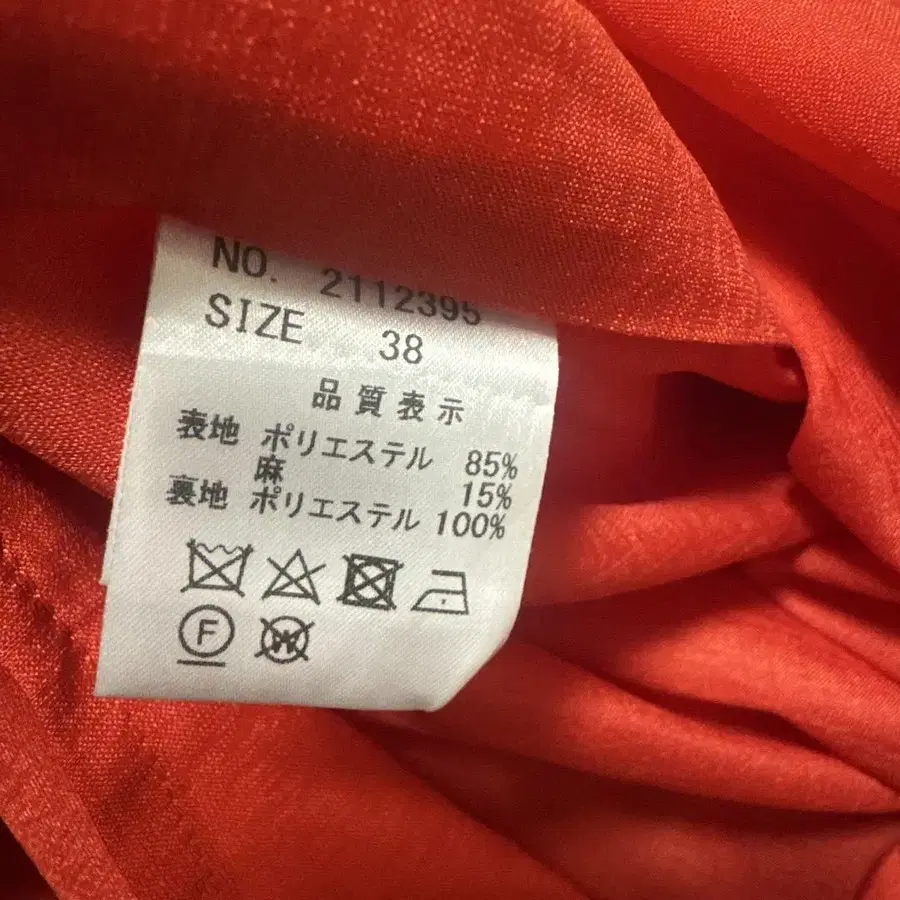 NO. 2112395
SIZE 38
品質表示
表地 ポリエステル 85%
麻 15%
裏地 ポリエステル 100%
F W